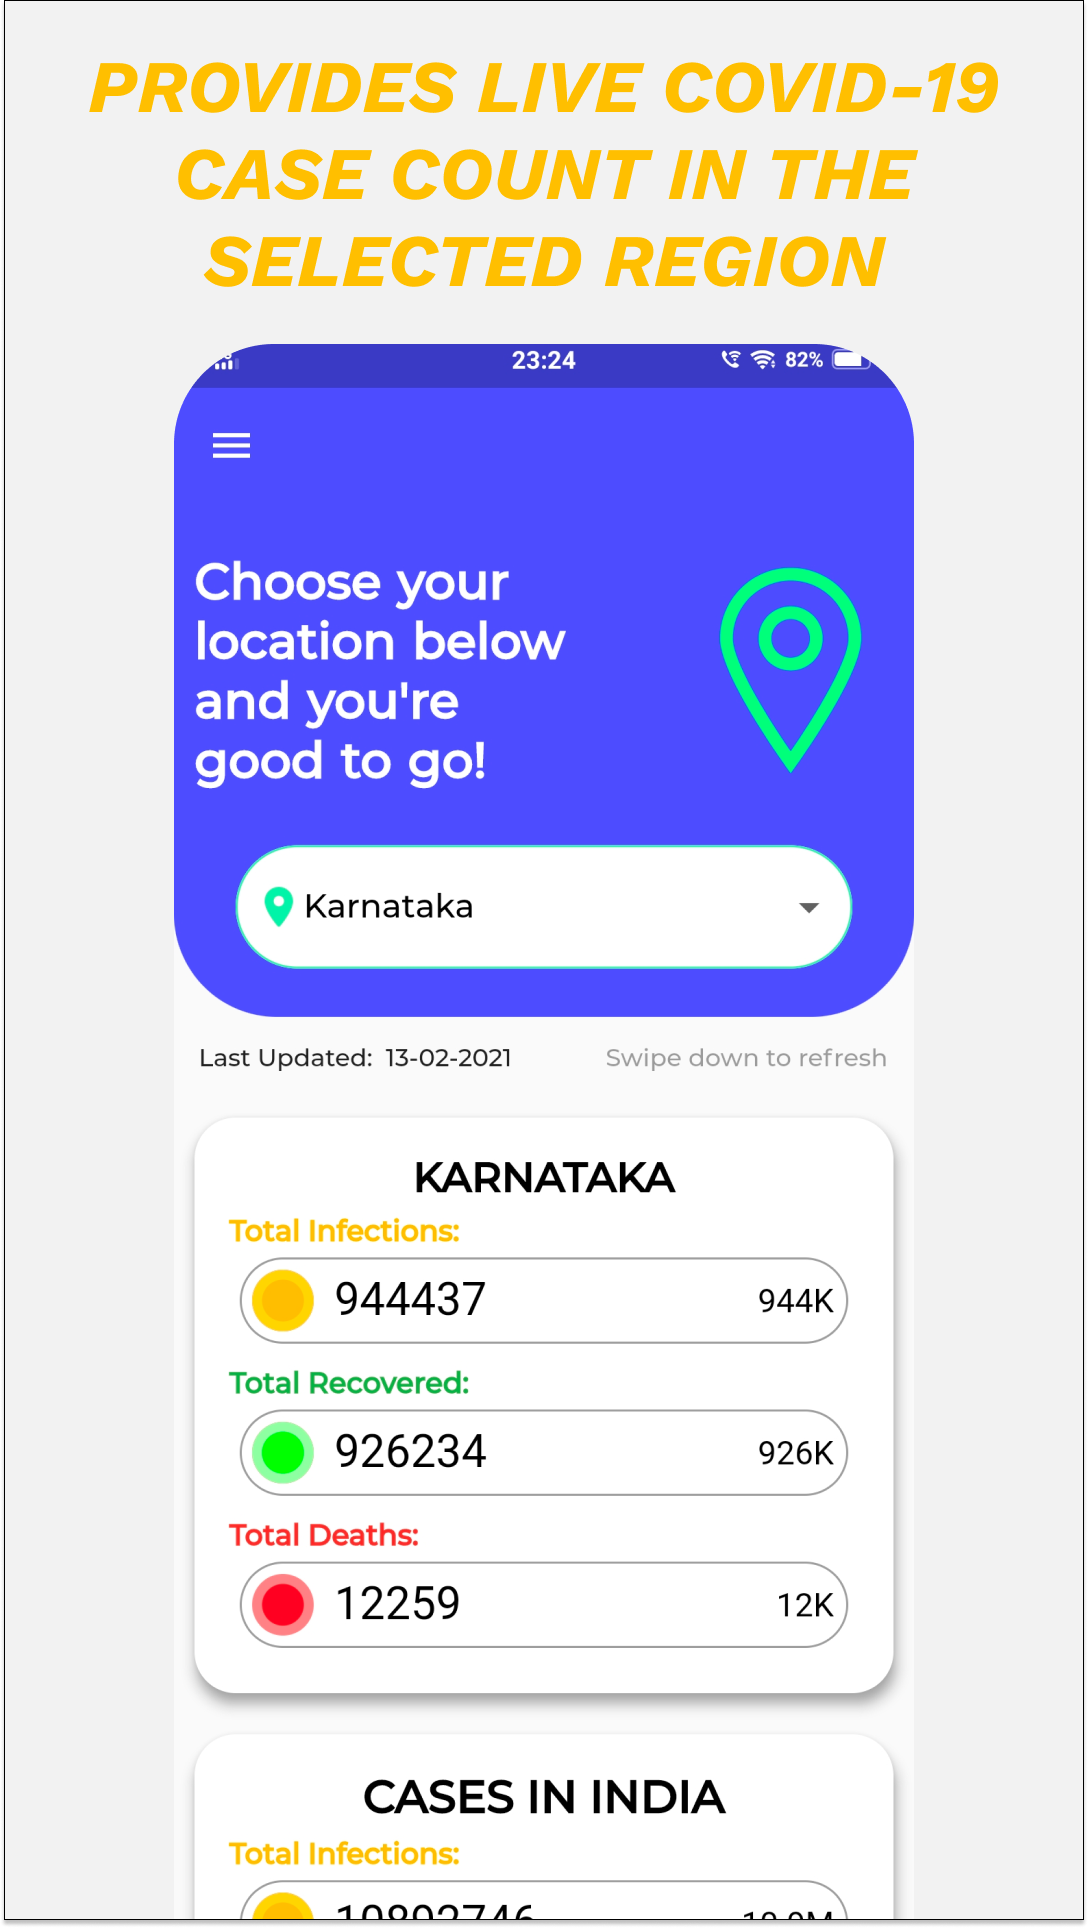 PROVIDES LIVE COVID-19
CASE COUNT IN THE
SELECTED REGION
23:24
82%
Choose your
location below
and you're
good to go!
Karnataka
Last Updated: 13-02-2021
Swipe down to refresh
KARNATAKA
Total Infections:
944437
944K
Total Recovered:
926234
926K
Total Deaths:
12259
12K
CASES IN INDIA
Total Infections: